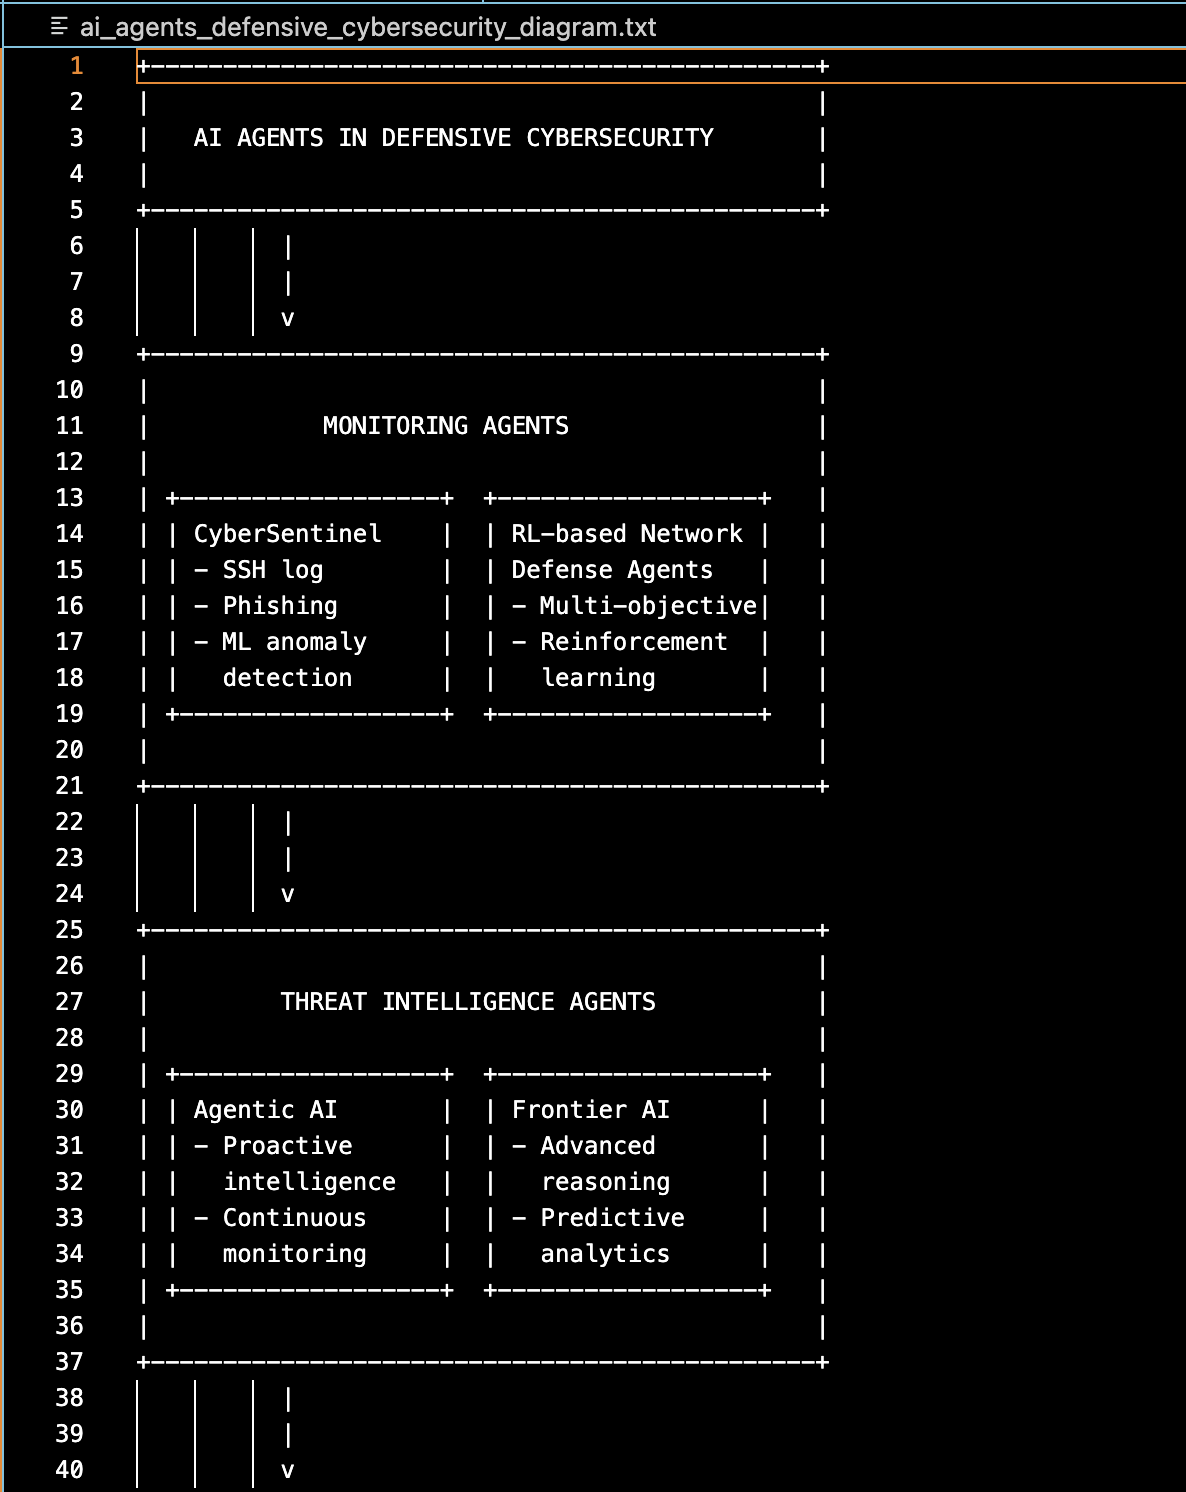 ai_agents_defensive_cybersecurity_diagram.txt
1 +----------------------------------------------+
2 |                                              |
3 |   AI AGENTS IN DEFENSIVE CYBERSECURITY       |
4 |                                              |
5 +----------------------------------------------+
6           |
7           |
8           v
9 +----------------------------------------------+
10 |                                              |
11 |            MONITORING AGENTS                 |
12 |                                              |
13 | +------------------+  +------------------+   |
14 | | CyberSentinel    |  | RL-based Network |   |
15 | | - SSH log        |  | Defense Agents   |   |
16 | | - Phishing       |  | - Multi-objective|   |
17 | | - ML anomaly     |  | - Reinforcement  |   |
18 | |   detection      |  |   learning       |   |
19 | +------------------+  +------------------+   |
20 |                                              |
21 +----------------------------------------------+
22           |
23           |
24           v
25 +----------------------------------------------+
26 |                                              |
27 |         THREAT INTELLIGENCE AGENTS           |
28 |                                              |
29 | +------------------+  +------------------+   |
30 | | Agentic AI       |  | Frontier AI      |   |
31 | | - Proactive      |  | - Advanced       |   |
32 | |   intelligence   |  |   reasoning      |   |
33 | | - Continuous     |  | - Predictive     |   |
34 | |   monitoring     |  |   analytics      |   |
35 | +------------------+  +------------------+   |
36 |                                              |
37 +----------------------------------------------+
38           |
39           |
40           v